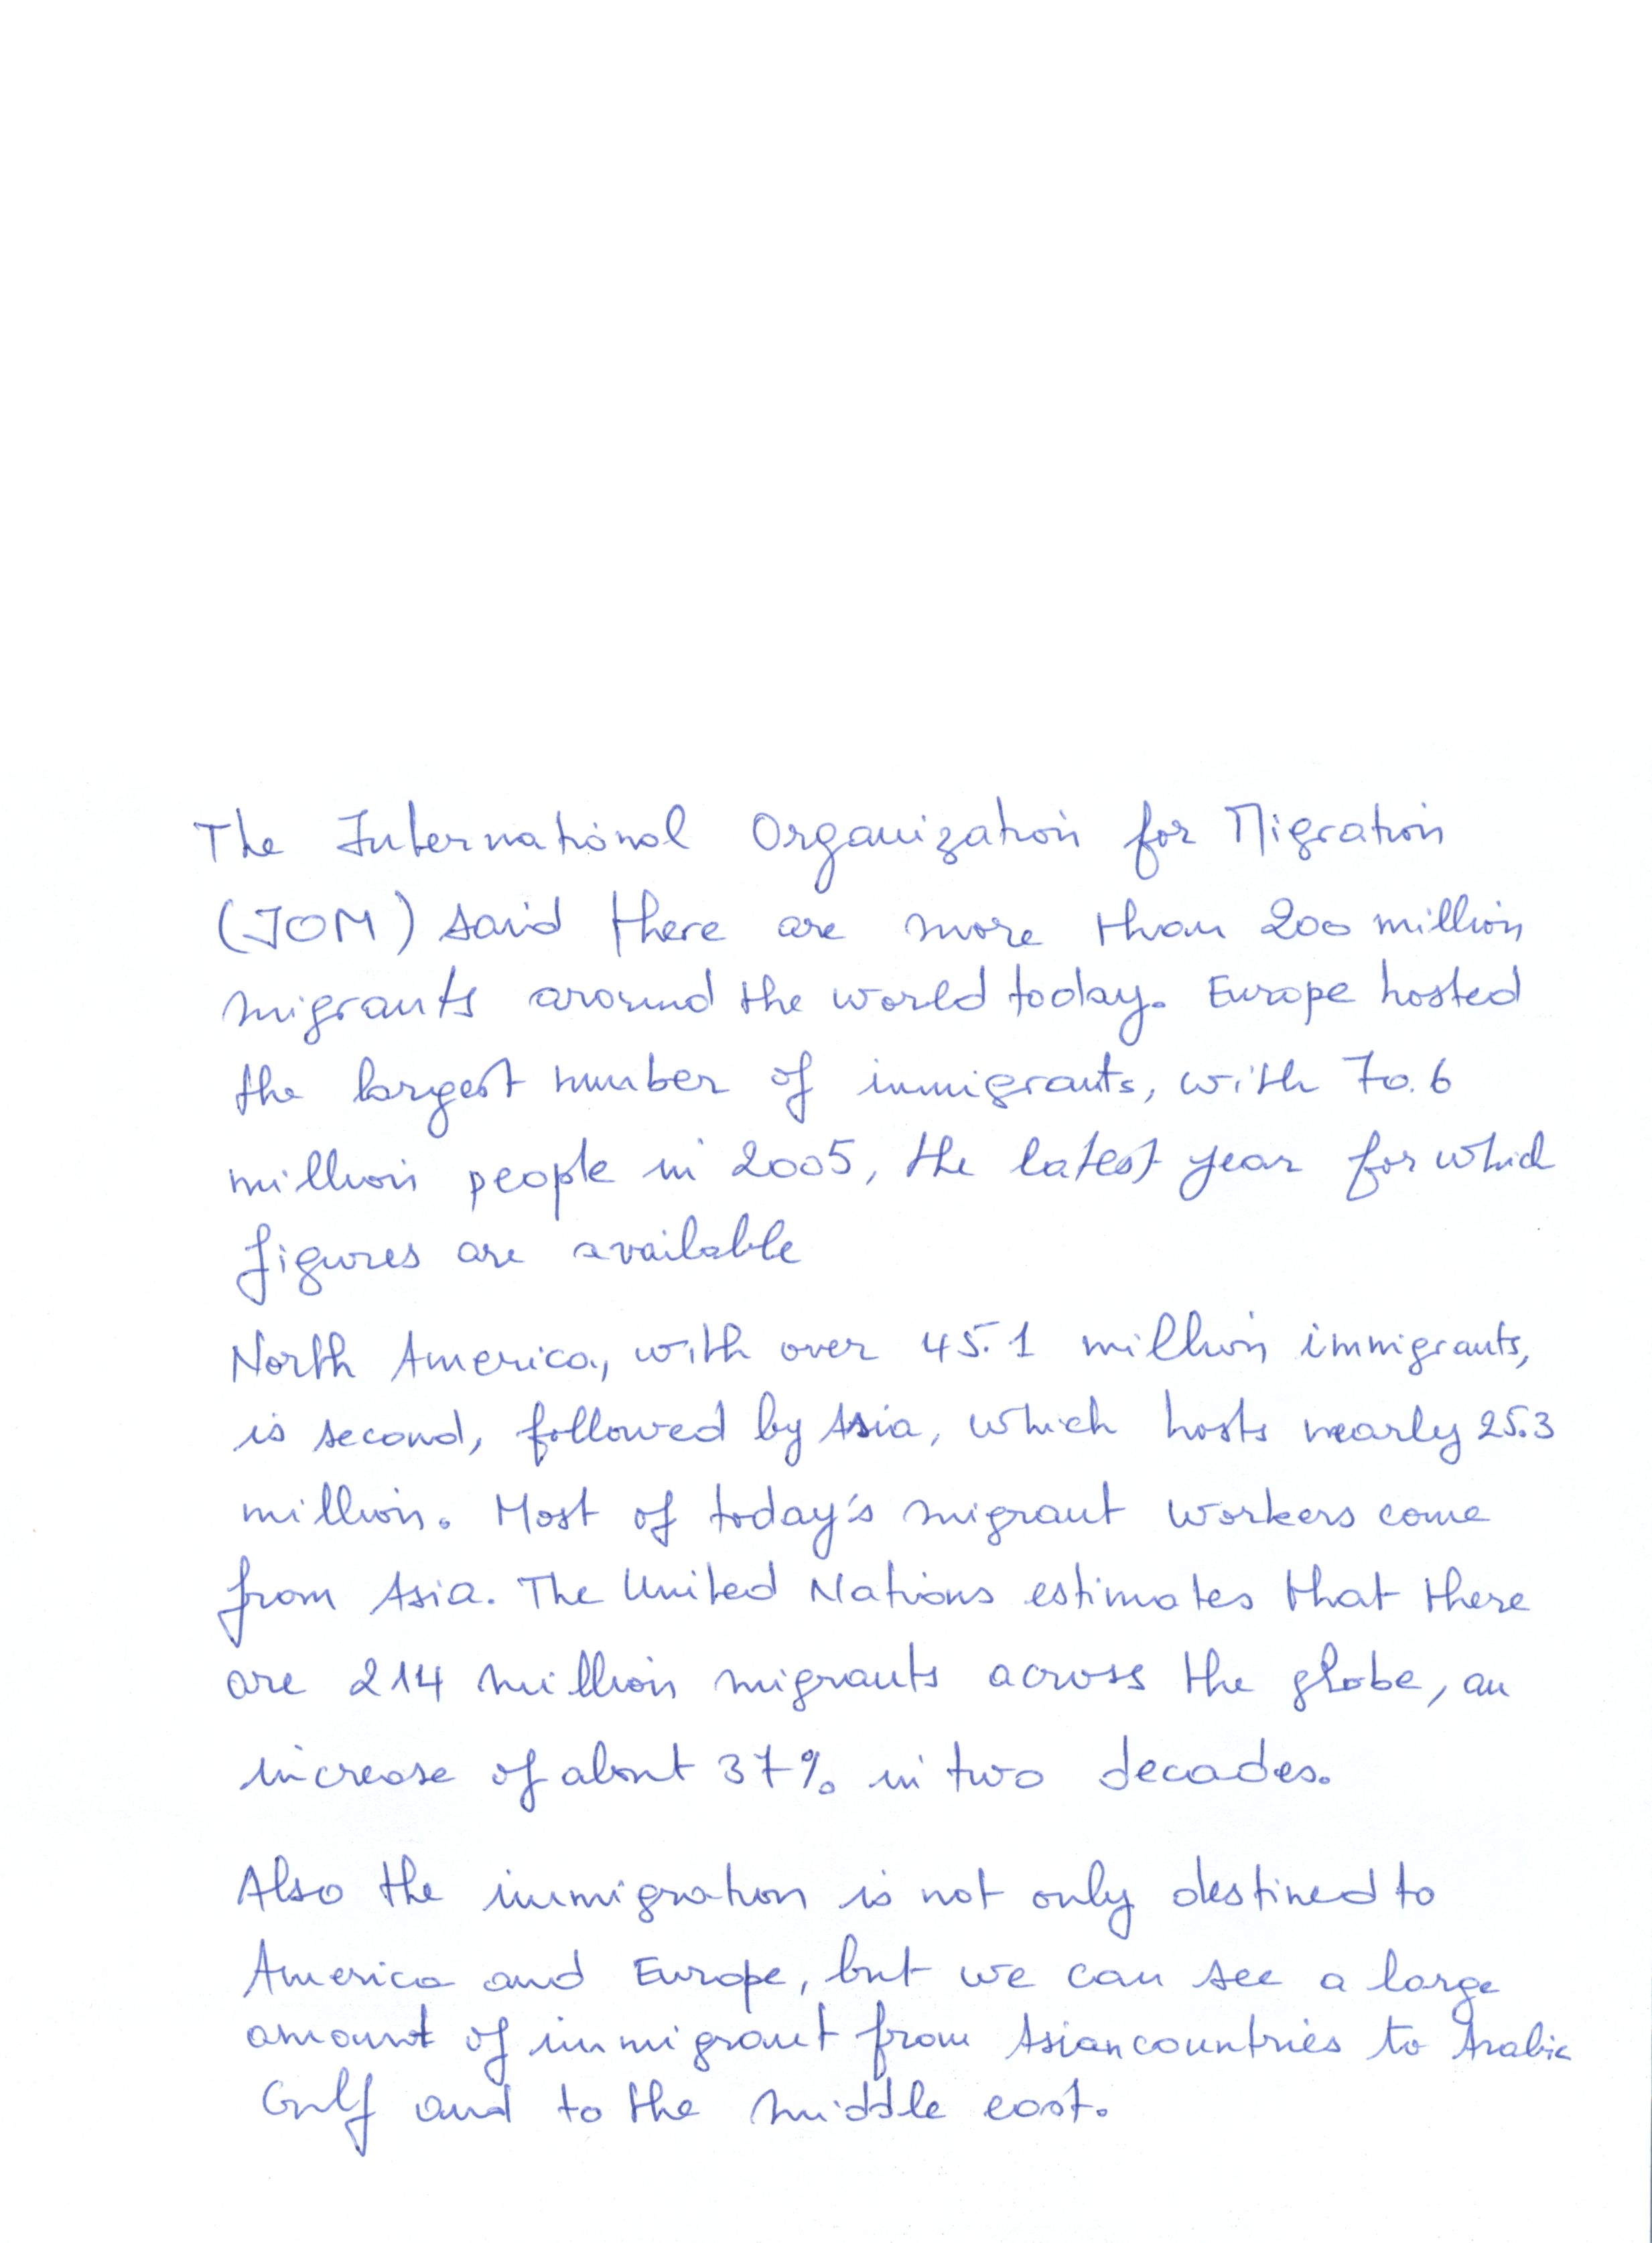 The International Organization for Migration
(IOM) said there are more than 200 million
migrants around the world today. Europe hosted
the largest number of immigrants, with 70.6
million people in 2005, the latest year for which
figures are available
North America, with over 45.1 million immigrants,
is second, followed by Asia, which hosts nearly 25.3
million. Most of today's migrant workers come
from Asia. The United Nations estimates that there
are 214 million migrants across the globe, an
increase of about 37% in two decades.
Also the immigration is not only destined to
America and Europe, but we can see a large
amount of immigrant from Asian countries to Arabic
Gulf and to the middle east.